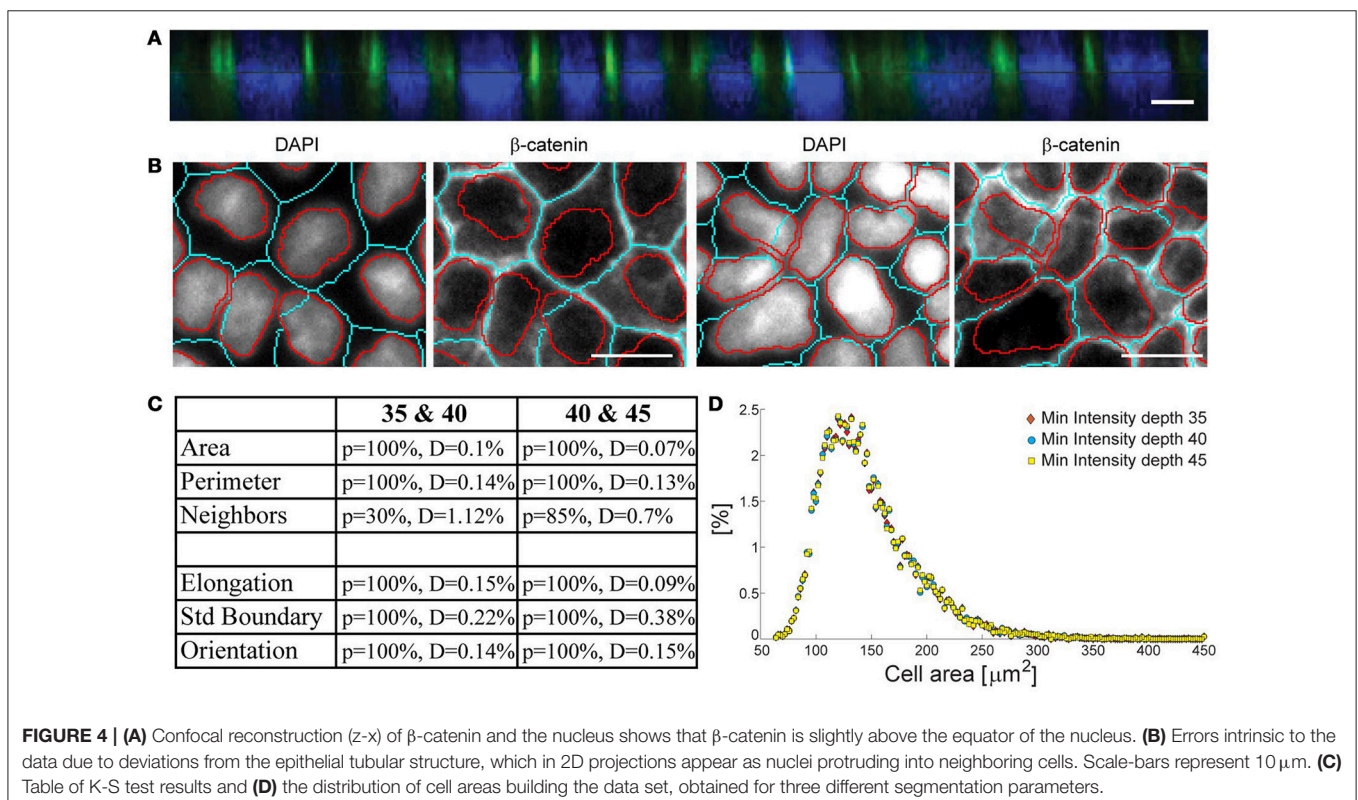 A
DAPI
β-catenin
DAPI
β-catenin
B
C
35 & 40 40 & 45
Area p=100%, D=0.1% p=100%, D=0.07%
Perimeter p=100%, D=0.14% p=100%, D=0.13%
Neighbors p=30%, D=1.12% p=85%, D=0.7%
Elongation p=100%, D=0.15% p=100%, D=0.09%
Std Boundary p=100%, D=0.22% p=100%, D=0.38%
Orientation p=100%, D=0.14% p=100%, D=0.15%
D
2.5
2
1.5
1
0.5
0
[%]
Min Intensity depth 35
Min Intensity depth 40
Min Intensity depth 45
50 100 150 200 250 300 350 400 450
Cell area [μm²]
FIGURE 4 | (A) Confocal reconstruction (z-x) of β-catenin and the nucleus shows that β-catenin is slightly above the equator of the nucleus. (B) Errors intrinsic to the
data due to deviations from the epithelial tubular structure, which in 2D projections appear as nuclei protruding into neighboring cells. Scale-bars represent 10 μm. (C)
Table of K-S test results and (D) the distribution of cell areas building the data set, obtained for three different segmentation parameters.